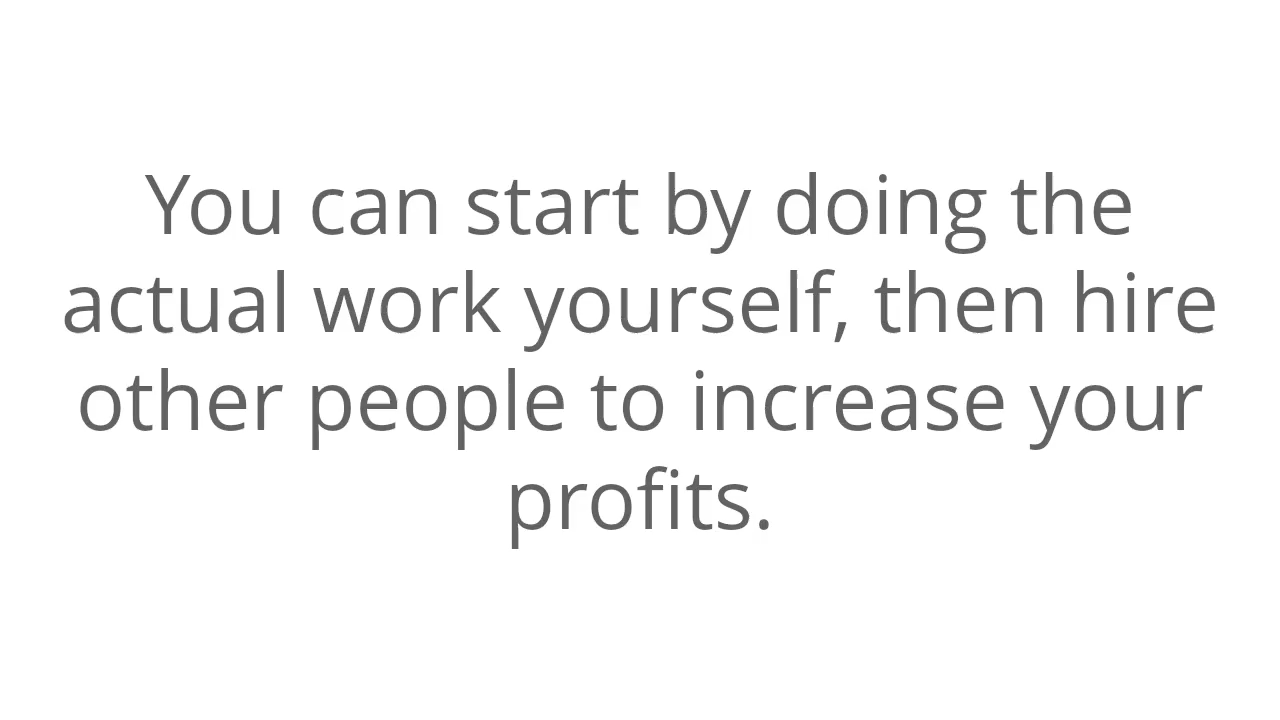 You can start by doing the
actual work yourself, then hire
other people to increase your
profits.